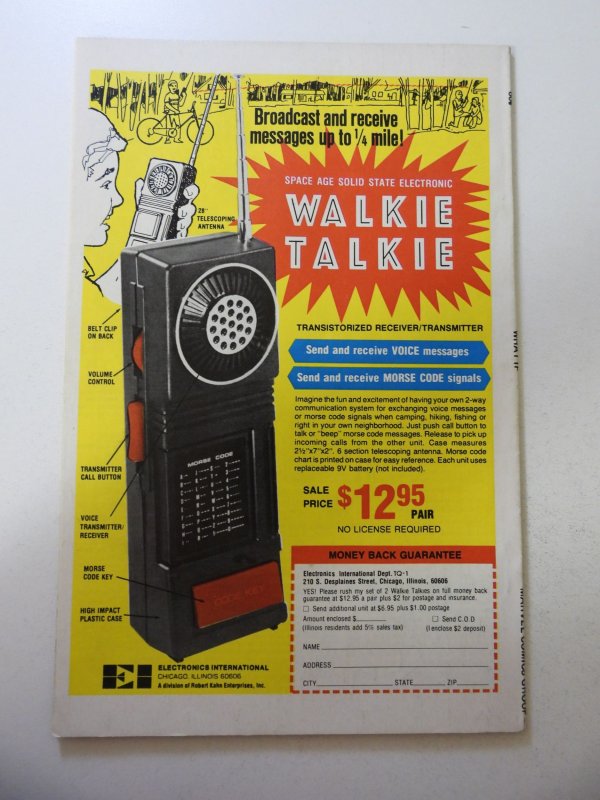 Broadcast and receive
messages up to 1/4 mile!
SPACE AGE SOLID STATE ELECTRONIC
WALKIE
TALKIE
28"
TELESCOPING
ANTENNA
BELT CLIP
ON BACK
VOLUME
CONTROL
TRANSMITTER
CALL BUTTON
VOICE
TRANSMITTER/
RECEIVER
MORSE
CODE KEY
HIGH IMPACT
PLASTIC CASE
MORSE CODE
CODE KEY
TRANSISTORIZED RECEIVER/TRANSMITTER
Send and receive VOICE messages
Send and receive MORSE CODE signals
Imagine the fun and excitement of having your own 2-way
communication system for exchanging voice messages
or morse code signals when camping, hiking, fishing or
right in your own neighborhood. Just push call button to
talk or "beep" morse code messages. Release to pick up
incoming calls from the other unit. Case measures
2½"x7"x2". 6 section telescoping antenna. Morse code
chart is printed on case for easy reference. Each unit uses
replaceable 9V battery (not included).
SALE
PRICE $12.95
PAIR
NO LICENSE REQUIRED
MONEY BACK GUARANTEE
Electronics International Dept. 1Q-1
210 S. Desplaines Street, Chicago, Illinois, 60606
YES! Please rush my set of 2 Walkie Talkies on full money back
guarantee at $12.95 a pair plus $2 for postage and insurance.
Send additional unit at $6.95 plus $1.00 postage
Amount enclosed $ Send C.O.D
(Illinois residents add 5% sales tax) (I enclose $2 deposit)
NAME
ADDRESS
CITY STATE ZIP
EI
ELECTRONICS INTERNATIONAL
CHICAGO, ILLINOIS 60606
A division of Robert Kahn Enterprises, Inc.